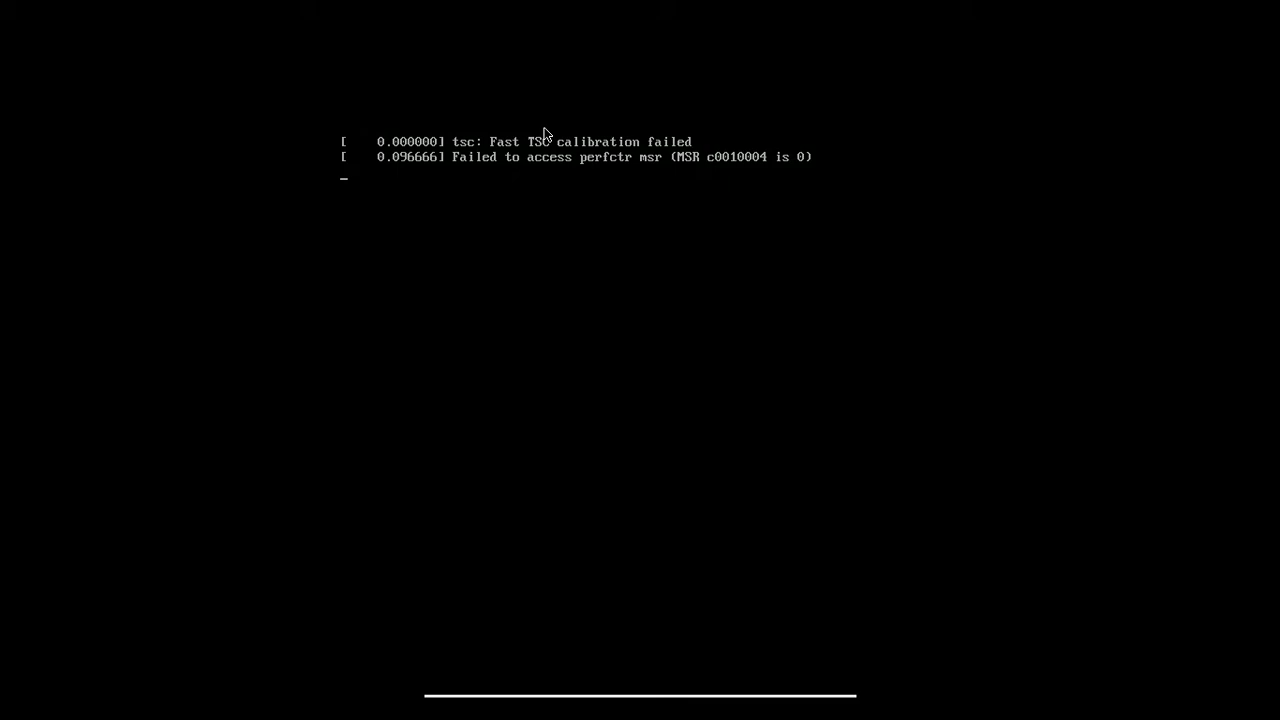 [    0.000000] tsc: Fast TSC calibration failed
[    0.096666] Failed to access perfctr msr (MSR c0010004 is 0)
_